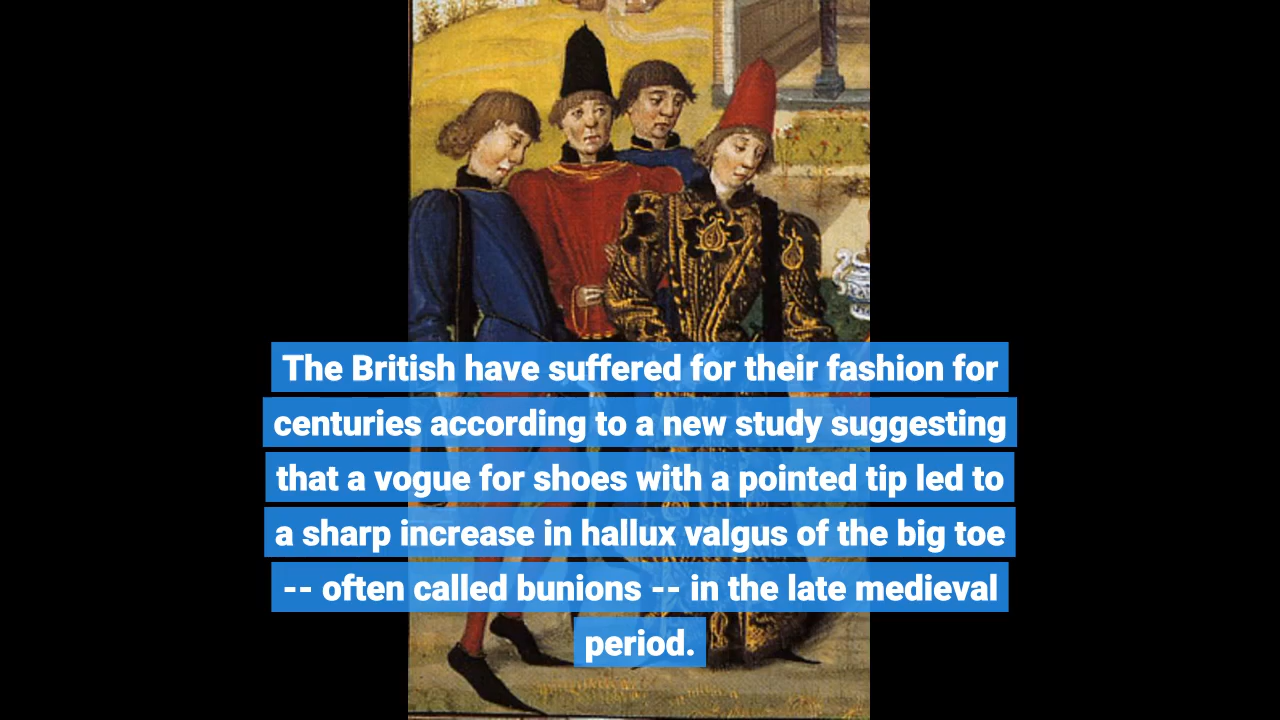 The British have suffered for their fashion for
centuries according to a new study suggesting
that a vogue for shoes with a pointed tip led to
a sharp increase in hallux valgus of the big toe
-- often called bunions -- in the late medieval
period.